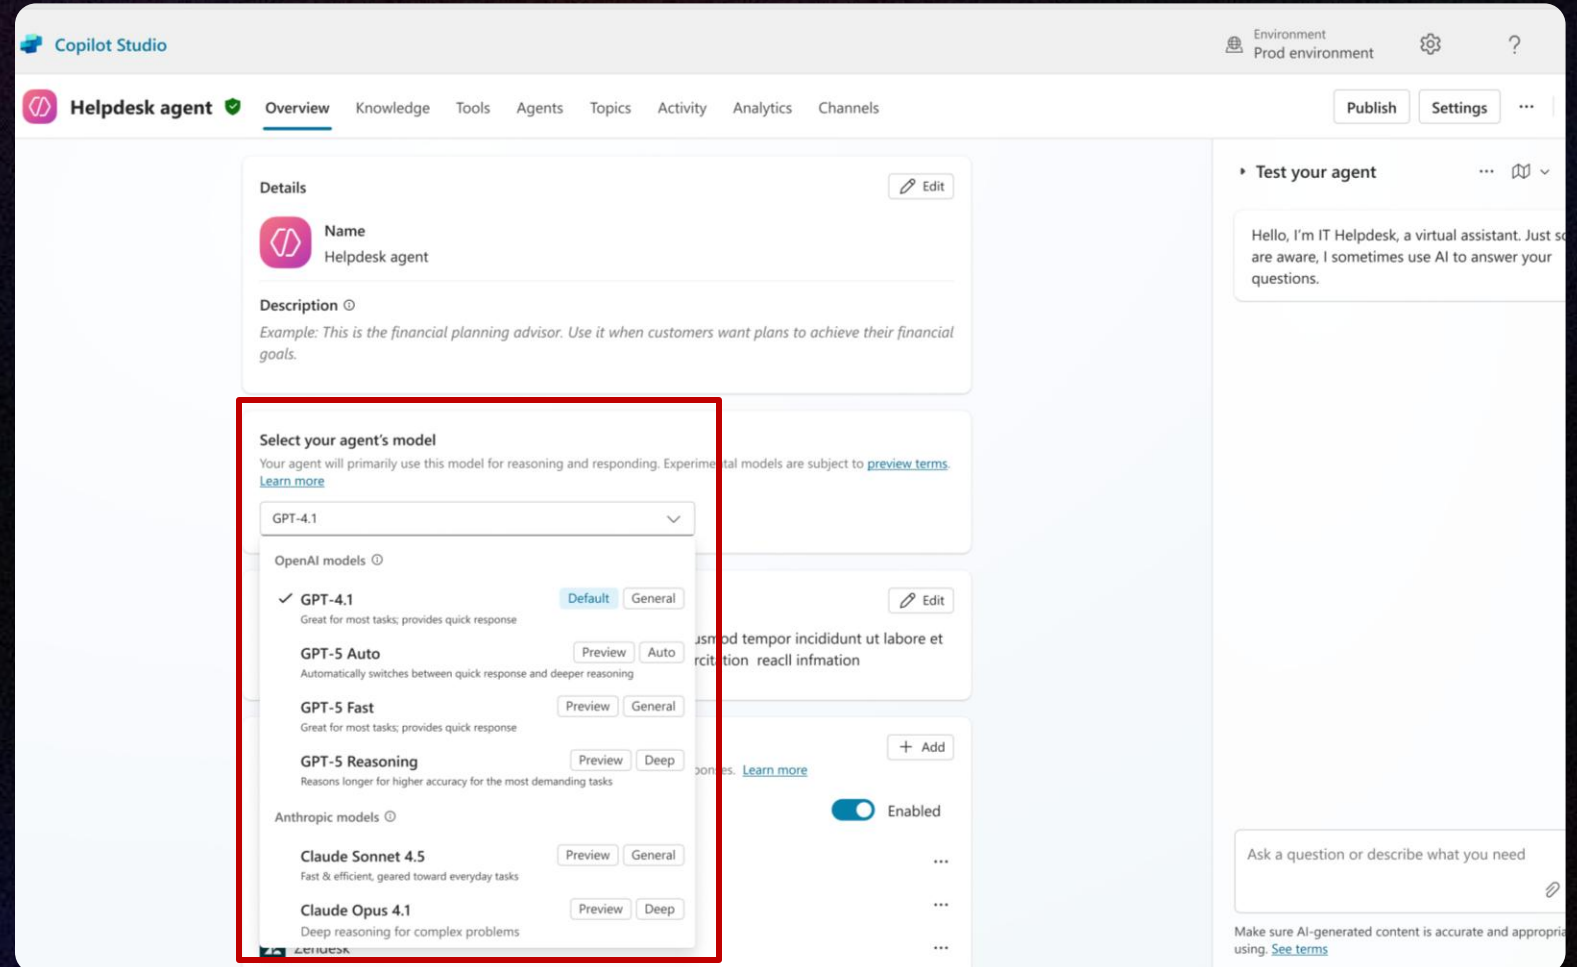 Copilot Studio
Environment
Prod environment
?
Helpdesk agent
Overview
Knowledge
Tools
Agents
Topics
Activity
Analytics
Channels
Publish
Settings
Details
Edit
Name
Helpdesk agent
Description
Example: This is the financial planning advisor. Use it when customers want plans to achieve their financial
goals.
Select your agent's model
Your agent will primarily use this model for reasoning and responding. Experimental models are subject to preview terms.
Learn more
GPT-4.1
OpenAI models
GPT-4.1 Default General
Great for most tasks; provides quick response
GPT-5 Auto Preview Auto
Automatically switches between quick response and deeper reasoning
GPT-5 Fast Preview General
Great for most tasks; provides quick response
GPT-5 Reasoning Preview Deep
Reasons longer for higher accuracy for the most demanding tasks
Anthropic models
Claude Sonnet 4.5 Preview General
Fast & efficient, geared toward everyday tasks
Claude Opus 4.1 Preview Deep
Deep reasoning for complex problems
Zendesk
Edit
usmod tempor incididunt ut labore et
rcitation reacll infmation
+ Add
onses. Learn more
Enabled
Test your agent
Hello, I'm IT Helpdesk, a virtual assistant. Just so
are aware, I sometimes use AI to answer your
questions.
Ask a question or describe what you need
Make sure AI-generated content is accurate and appropria
using. See terms